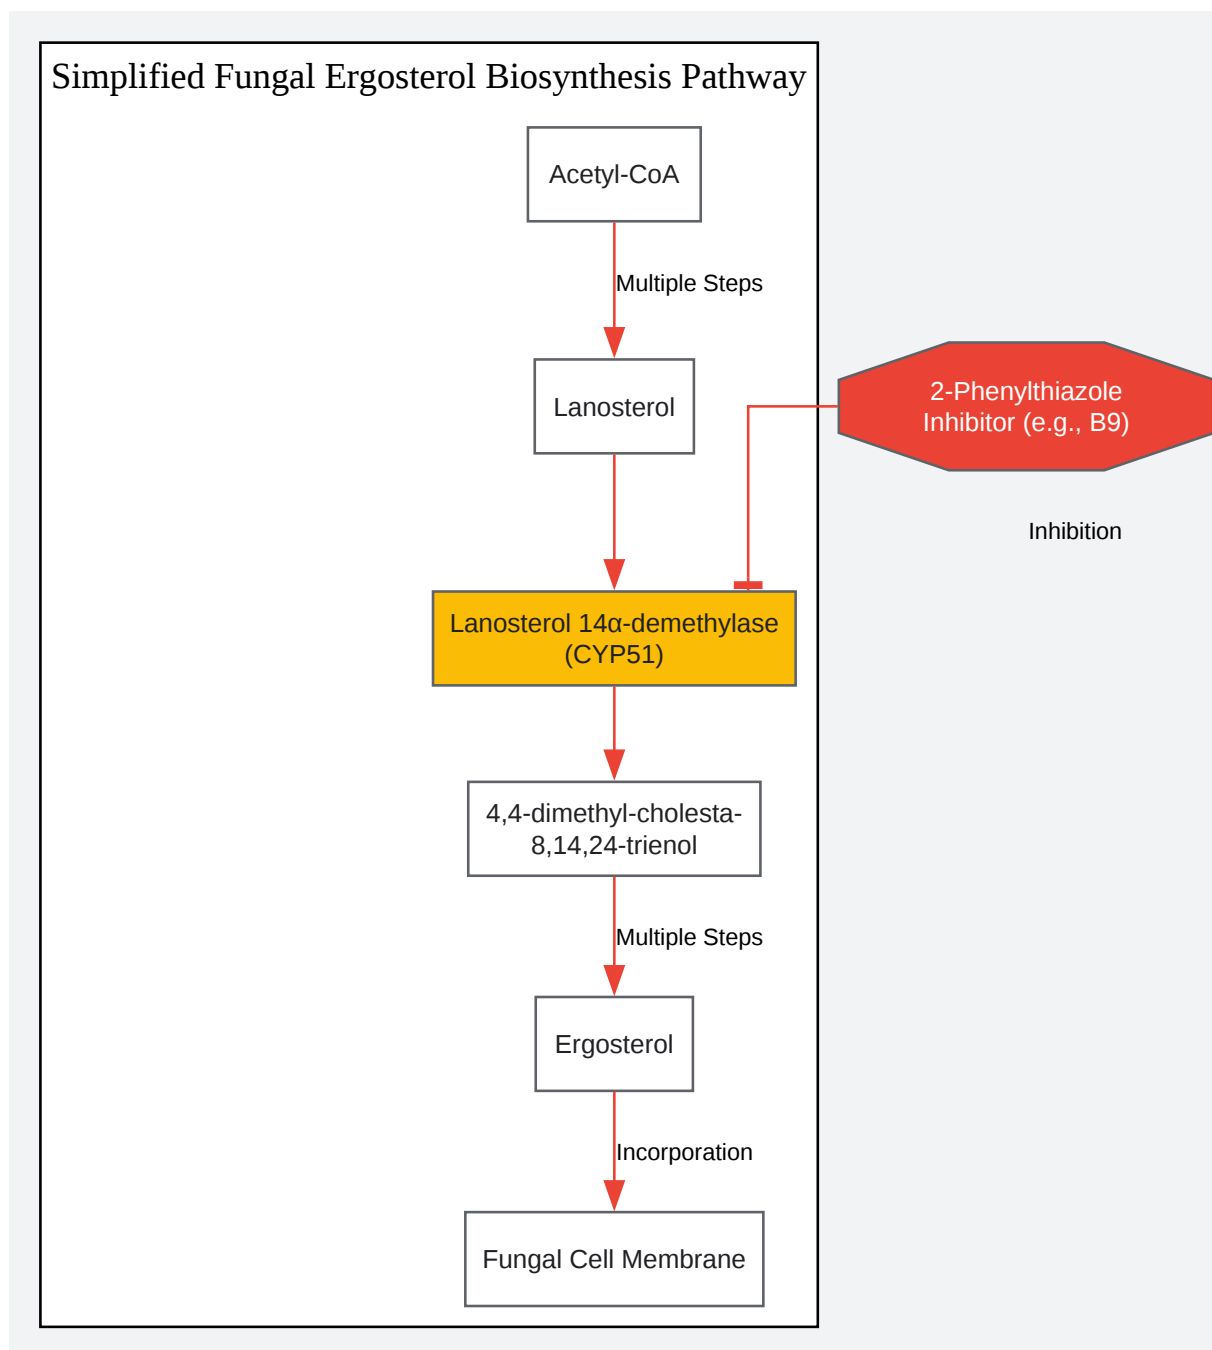 Simplified Fungal Ergosterol Biosynthesis Pathway
Acetyl-CoA
Multiple Steps
Lanosterol
2-Phenylthiazole
Inhibitor (e.g., B9)
Inhibition
Lanosterol 14α-demethylase
(CYP51)
4,4-dimethyl-cholesta-
8,14,24-trienol
Multiple Steps
Ergosterol
Incorporation
Fungal Cell Membrane